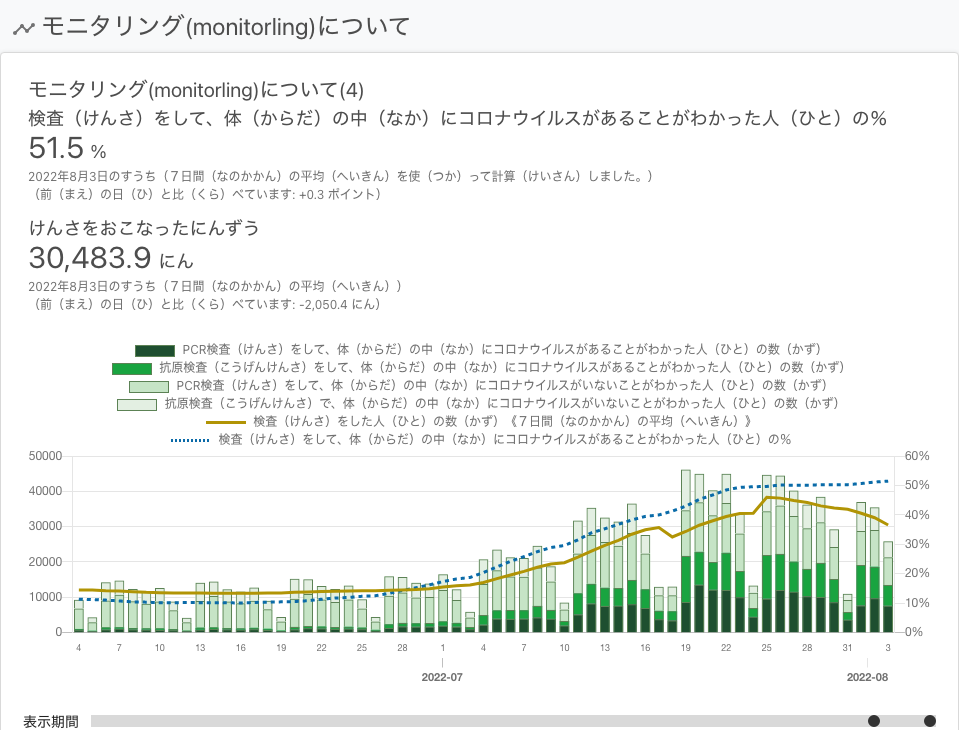 モニタリング(monitorling)について
モニタリング(monitorling)について(4)
検査（けんさ）をして、体（からだ）の中（なか）にコロナウイルスがあることがわかった人（ひと）の％
51.5 %
2022年8月3日のすうち（７日間（なのかかん）の平均（へいきん）を使（つか）って計算（けいさん）しました。）
（前（まえ）の日（ひ）と比（くら）べています: +0.3 ポイント）
けんさをおこなったにんずう
30,483.9 にん
2022年8月3日のすうち（７日間（なのかかん）の平均（へいきん））
（前（まえ）の日（ひ）と比（くら）べています: -2,050.4 にん）
PCR検査（けんさ）をして、体（からだ）の中（なか）にコロナウイルスがあることがわかった人（ひと）の数（かず）
抗原検査（こうげんけんさ）をして、体（からだ）の中（なか）にコロナウイルスがあることがわかった人（ひと）の数（かず）
PCR検査（けんさ）をして、体（からだ）の中（なか）にコロナウイルスがいないことがわかった人（ひと）の数（かず）
抗原検査（こうげんけんさ）で、体（からだ）の中（なか）にコロナウイルスがいないことがわかった人（ひと）の数（かず）
検査（けんさ）をした人（ひと）の数（かず）《７日間（なのかかん）の平均（へいきん）》
検査（けんさ）をして、体（からだ）の中（なか）にコロナウイルスがあることがわかった人（ひと）の％
50000 60%
40000 50%
30000 40%
20000 30%
10000 20%
0 10%
0%
4 7 10 13 16 19 22 25 28 1 4 7 10 13 16 19 22 25 28 31 3
2022-07 2022-08
表示期間